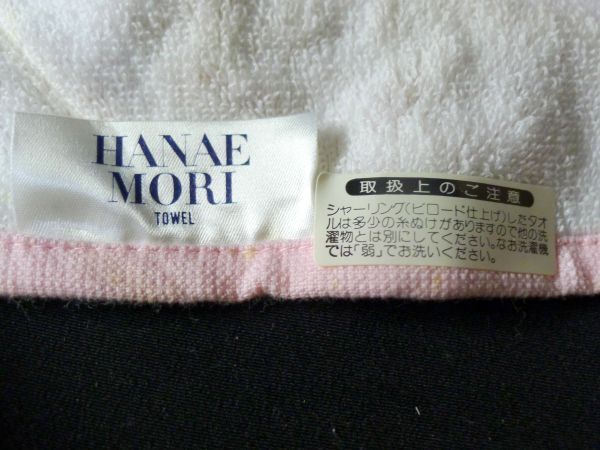 HANAE
MORI
TOWEL
取扱上のご注意
シャーリング(ビロード仕上げ)したタオ
ルは多少の糸ぬけがありますので他の洗
濯物とは別にしてください。なお洗濯機
では「弱」でお洗いください。